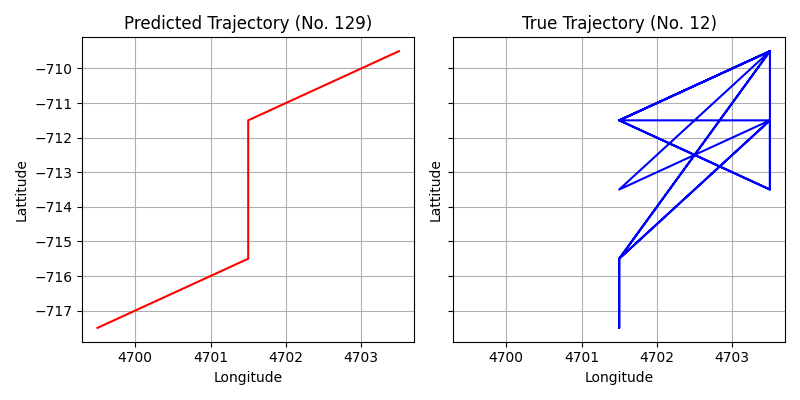 Predicted Trajectory (No. 129)
True Trajectory (No. 12)
Lattitude
−710
−711
−712
−713
−714
−715
−716
−717
4700
4701
4702
4703
Longitude
Lattitude
4700
4701
4702
4703
Longitude